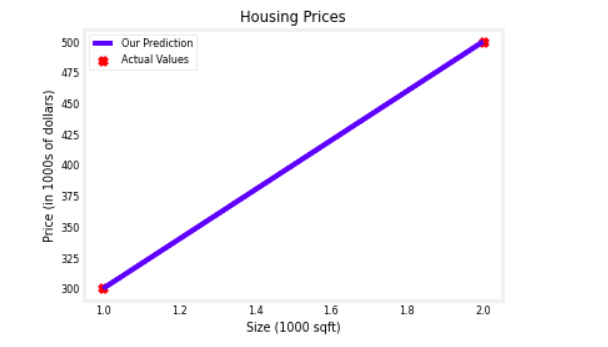 Housing Prices
Our Prediction
Actual Values
Price (in 1000s of dollars)
500
475
450
425
400
375
350
325
300
1.0 1.2 1.4 1.6 1.8 2.0
Size (1000 sqft)